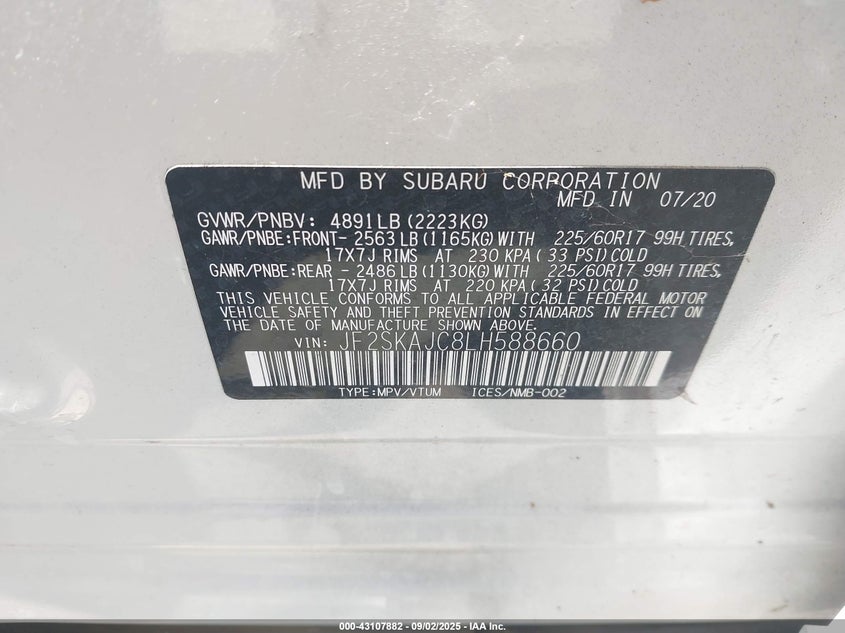 MFD BY SUBARU CORPORATION
MFD IN 07/20
GVWR/PNBV: 4891LB(2223KG)
GAWR/PNBE:FRONT- 2563LB(1165KG)WITH 225/60R17 99H TIRES,
17X7J RIMS AT 230 KPA( 33 PSI)COLD
GAWR/PNBE:REAR - 2486LB(1130KG)WITH 225/60R17 99H TIRES,
17X7J RIMS AT 220 KPA( 32 PSI)COLD
THIS VEHICLE CONFORMS TO ALL APPLICABLE FEDERAL MOTOR
VEHICLE SAFETY AND THEFT PREVENTION STANDARDS IN EFFECT ON
THE DATE OF MANUFACTURE SHOWN ABOVE.
VIN: JF2SKAJC8LH588660
TYPE:MPV/VTUM ICES/NMB-002
000-43107882 - 09/02/2025 - IAA Inc.